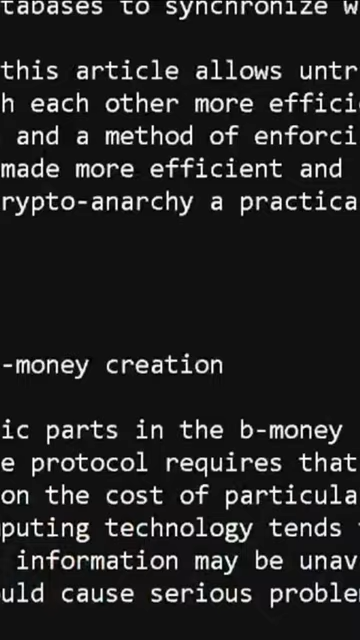 tabases to synchronize w
this article allows untr
h each other more effici
and a method of enforci
made more efficient and
rypto-anarchy a practica
-money creation
ic parts in the b-money
e protocol requires that
on the cost of particula
puting technology tends
information may be unav
uld cause serious proble